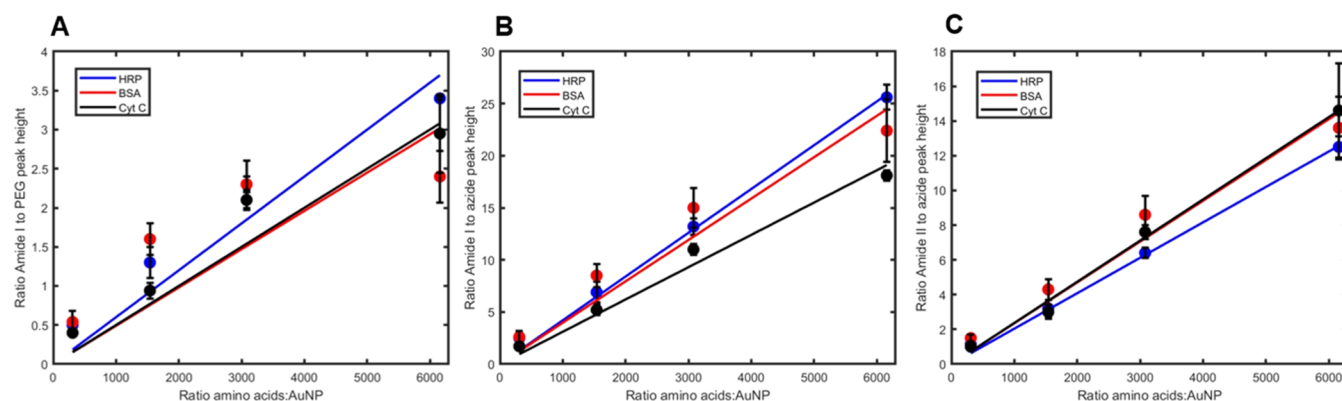 A
Ratio Amide I to PEG peak height
4
3.5
3
2.5
2
1.5
1
0.5
0
HRP
BSA
Cyt C
0 1000 2000 3000 4000 5000 6000
Ratio amino acids:AuNP
B
Ratio Amide I to azide peak height
30
25
20
15
10
5
0
HRP
BSA
Cyt C
0 1000 2000 3000 4000 5000 6000
Ratio amino acids:AuNP
C
Ratio Amide II to azide peak height
18
16
14
12
10
8
6
4
2
0
HRP
BSA
Cyt C
0 1000 2000 3000 4000 5000 6000
Ratio amino acids:AuNP